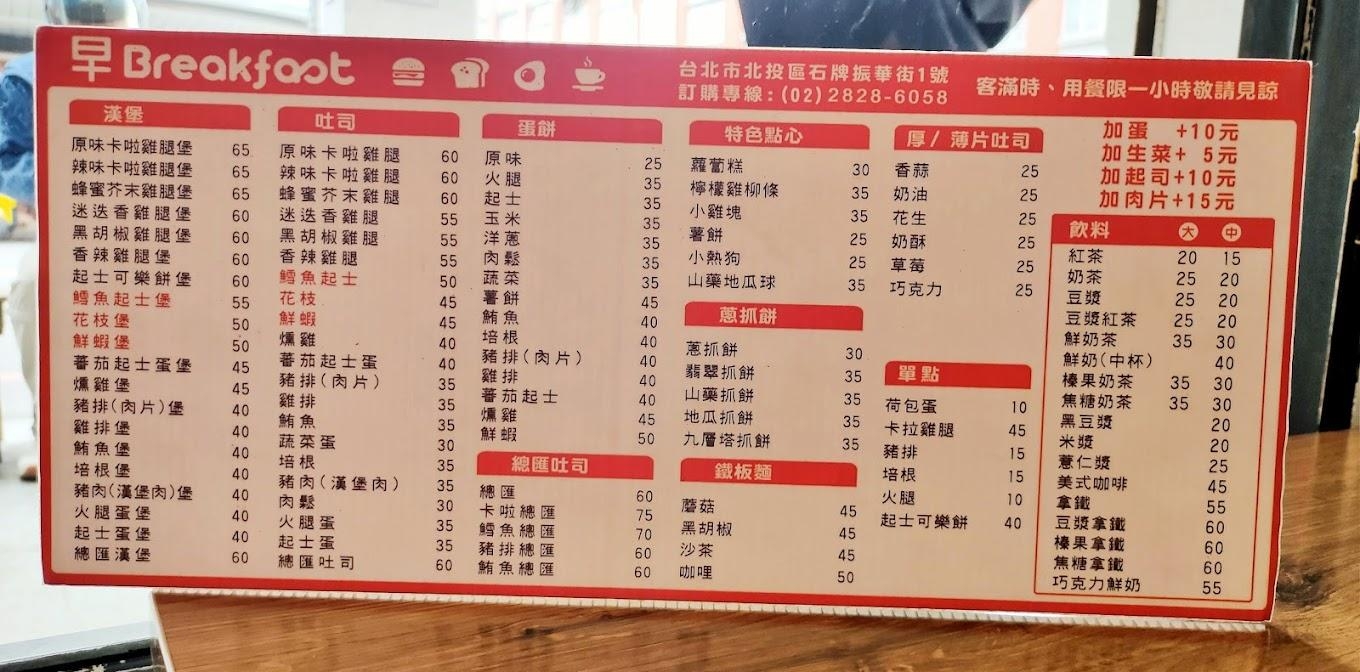 早 Breakfast
台北市北投區石牌振華街1號
訂購專線:(02)2828-6058
客滿時、用餐限一小時敬請見諒
漢堡
原味卡啦雞腿堡 65
辣味卡啦雞腿堡 65
蜂蜜芥末雞腿堡 65
迷迭香雞腿堡 60
黑胡椒雞腿堡 60
香辣雞腿堡 60
起士可樂餅堡 60
鱈魚起士堡 55
花枝堡 50
鮮蝦堡 50
蕃茄起士蛋堡 45
燻雞堡 45
豬排(肉片)堡 40
雞排堡 40
鮪魚堡 40
培根堡 40
豬肉(漢堡肉)堡 40
火腿蛋堡 40
起士蛋堡 40
總匯漢堡 60
吐司
原味卡啦雞腿 60
辣味卡啦雞腿 60
蜂蜜芥末雞腿 60
迷迭香雞腿 55
黑胡椒雞腿 55
香辣雞腿 55
鱈魚起士 50
花枝 45
鮮蝦 45
燻雞 40
蕃茄起士蛋 40
豬排(肉片) 35
雞排 35
鮪魚 35
蔬菜蛋 30
培根 35
豬肉(漢堡肉) 35
肉鬆 30
火腿蛋 35
起士蛋 35
總匯吐司 60
蛋餅
原味 25
火腿 35
起士 35
玉米 35
洋蔥 35
肉鬆 35
蔬菜 35
薯餅 45
鮪魚 40
培根 40
豬排(肉片) 40
雞排 40
蕃茄起士 40
燻雞 45
鮮蝦 50
總匯吐司
總匯 60
卡啦總匯 75
鱈魚總匯 70
豬排總匯 60
鮪魚總匯 60
特色點心
蘿蔔糕 30
檸檬雞柳條 35
小雞塊 35
薯餅 25
小熱狗 25
山藥地瓜球 35
蔥抓餅
蔥抓餅 30
翡翠抓餅 35
山藥抓餅 35
地瓜抓餅 35
九層塔抓餅 35
鐵板麵
蘑菇 45
黑胡椒 45
沙茶 45
咖哩 50
厚/薄片吐司
香蒜 25
奶油 25
花生 25
奶酥 25
草莓 25
巧克力 25
單點
荷包蛋 10
卡拉雞腿 45
豬排 15
培根 15
火腿 10
起士可樂餅 40
加蛋 +10元
加生菜+ 5元
加起司+10元
加肉片+15元
飲料 大 中
紅茶 20 15
奶茶 25 20
豆漿 25 20
豆漿紅茶 25 20
鮮奶茶 35 30
鮮奶(中杯) 40
榛果奶茶 35 30
焦糖奶茶 35 30
黑豆漿 20
米漿 20
薏仁漿 25
美式咖啡 45
拿鐵 55
豆漿拿鐵 60
榛果拿鐵 60
焦糖拿鐵 60
巧克力鮮奶 55